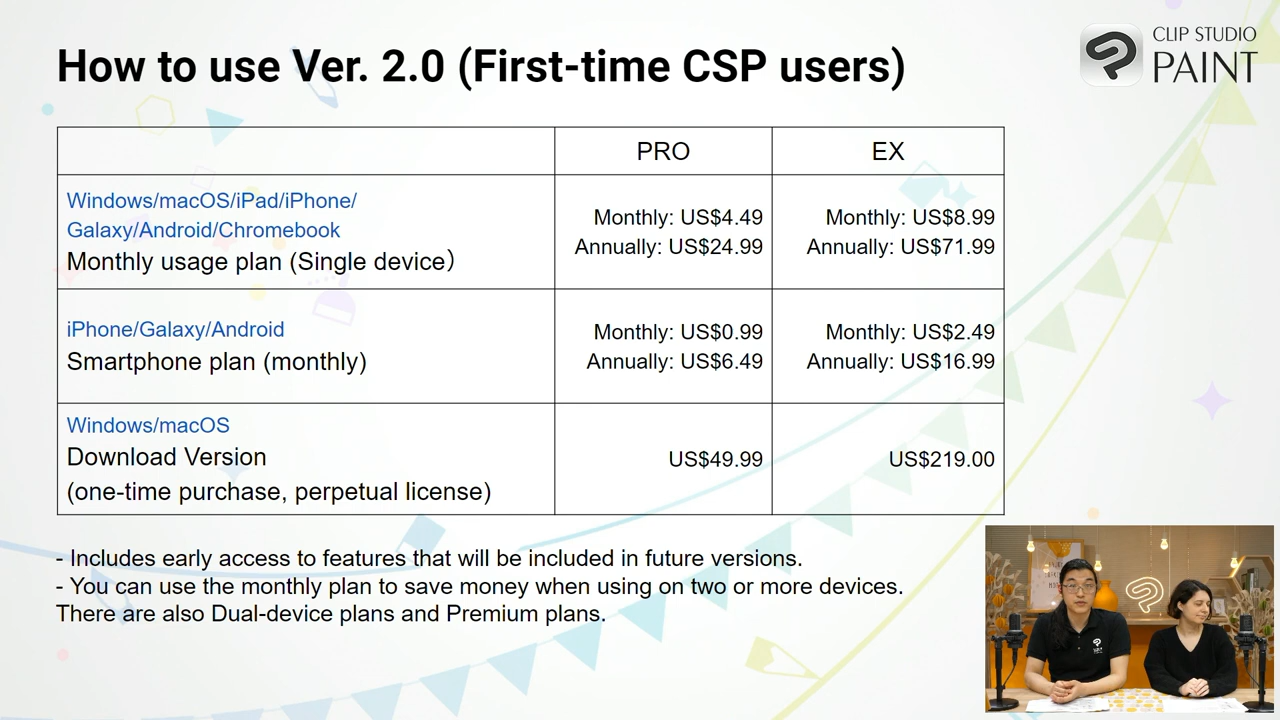 How to use Ver. 2.0 (First-time CSP users)
CLIP STUDIO
PAINT
PRO
EX
Windows/macOS/iPad/iPhone/
Galaxy/Android/Chromebook
Monthly usage plan (Single device）
Monthly: US$4.49
Annually: US$24.99
Monthly: US$8.99
Annually: US$71.99
iPhone/Galaxy/Android
Smartphone plan (monthly)
Monthly: US$0.99
Annually: US$6.49
Monthly: US$2.49
Annually: US$16.99
Windows/macOS
Download Version
(one-time purchase, perpetual license)
US$49.99
US$219.00
- Includes early access to features that will be included in future versions.
- You can use the monthly plan to save money when using on two or more devices.
There are also Dual-device plans and Premium plans.